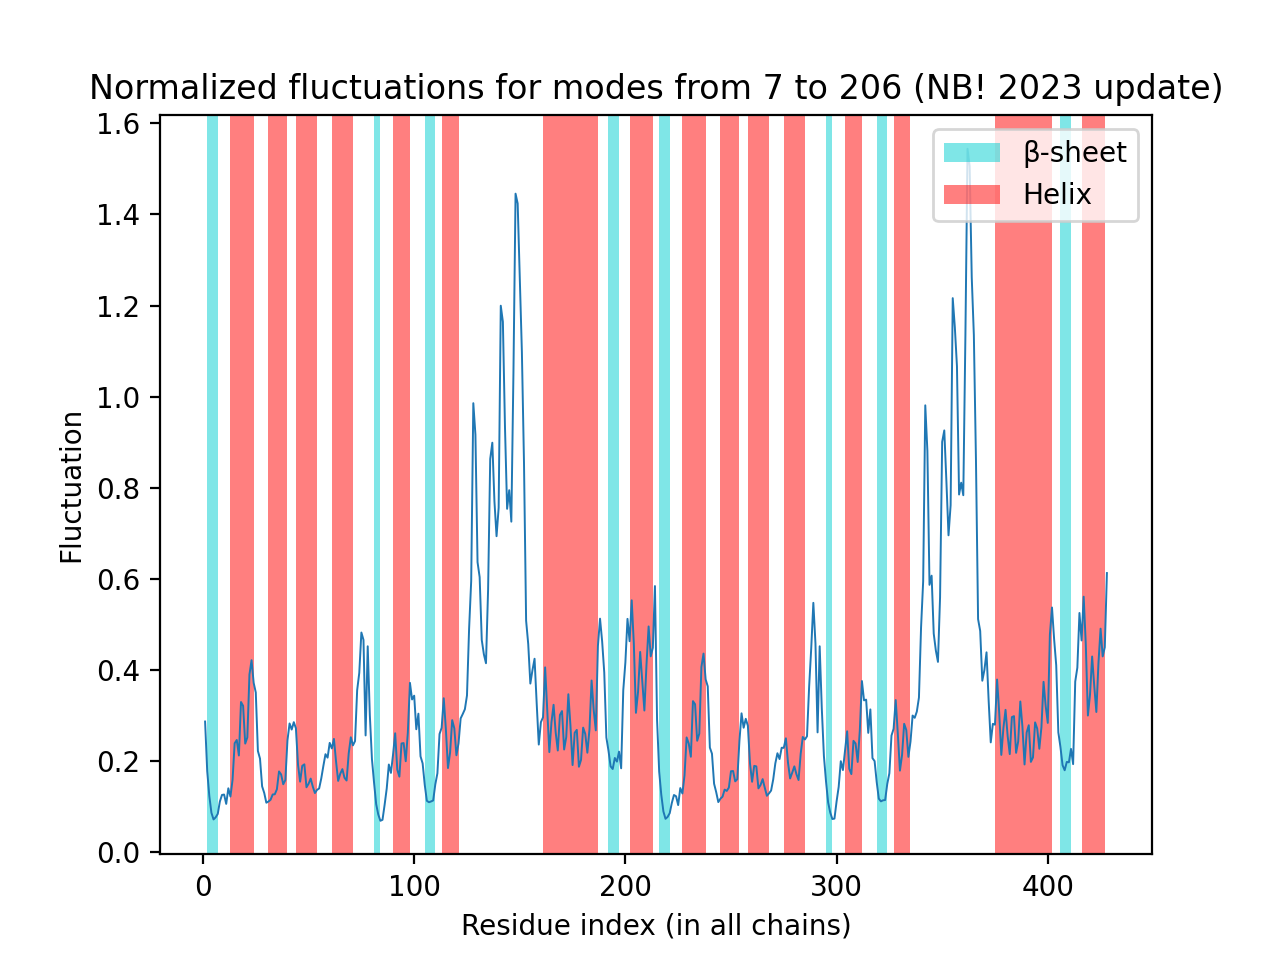 Normalized fluctuations for modes from 7 to 206 (NB! 2023 update)
1.6
1.4
1.2
1.0
0.8
0.6
0.4
0.2
0.0
Fluctuation
β-sheet
Helix
0 100 200 300 400
Residue index (in all chains)